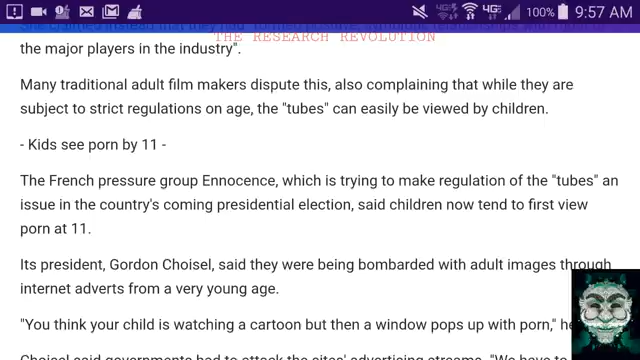 100% 9:57 AM
THE RESEARCH REVOLUTION
the major players in the industry".
Many traditional adult film makers dispute this, also complaining that while they are
subject to strict regulations on age, the "tubes" can easily be viewed by children.
- Kids see porn by 11 -
The French pressure group Ennocence, which is trying to make regulation of the "tubes" an
issue in the country's coming presidential election, said children now tend to first view
porn at 11.
Its president, Gordon Choisel, said they were being bombarded with adult images through
internet adverts from a very young age.
"You think your child is watching a cartoon but then a window pops up with porn,"
Choisel said governments had to attack the sites' advertising streams. "We have to